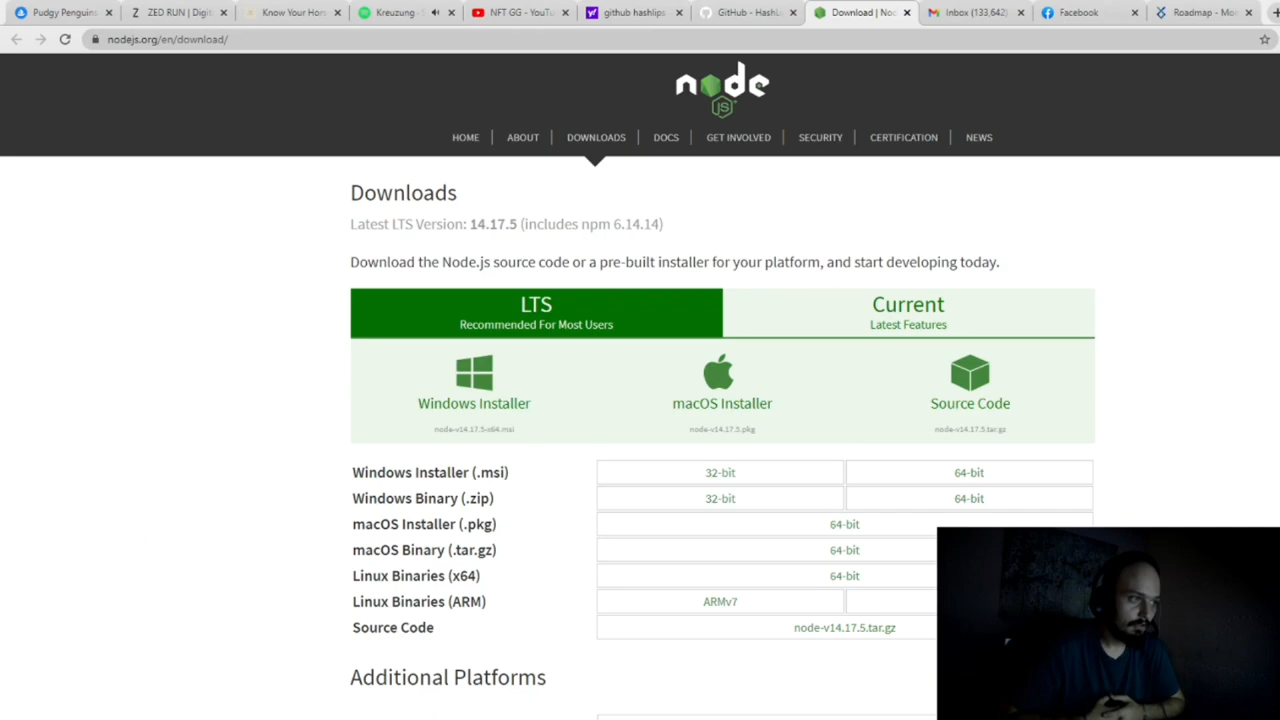 Pudgy Penguins
ZED RUN | Digit
Know Your Hors
Kreuzung -
NFT GG - YouTu
github hashlips
GitHub - HashLi
Download | Nod
Inbox (133,642)
Facebook
Roadmap - Mo
nodejs.org/en/download/
node
JS
HOME
ABOUT
DOWNLOADS
DOCS
GET INVOLVED
SECURITY
CERTIFICATION
NEWS
Downloads
Latest LTS Version: 14.17.5 (includes npm 6.14.14)
Download the Node.js source code or a pre-built installer for your platform, and start developing today.
LTS
Recommended For Most Users
Current
Latest Features
Windows Installer
node-v14.17.5-x64.msi
macOS Installer
node-v14.17.5.pkg
Source Code
node-v14.17.5.tar.gz
Windows Installer (.msi) 32-bit 64-bit
Windows Binary (.zip) 32-bit 64-bit
macOS Installer (.pkg) 64-bit
macOS Binary (.tar.gz) 64-bit
Linux Binaries (x64) 64-bit
Linux Binaries (ARM) ARMv7
Source Code node-v14.17.5.tar.gz
Additional Platforms